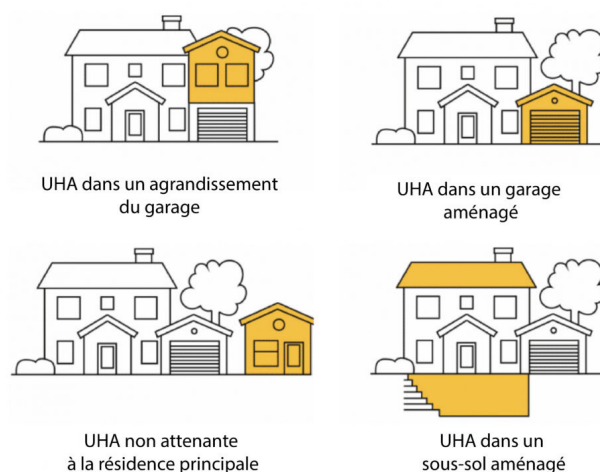 UHA dans un agrandissement
du garage
UHA dans un garage
aménagé
UHA non attenante
à la résidence principale
UHA dans un
sous-sol aménagé